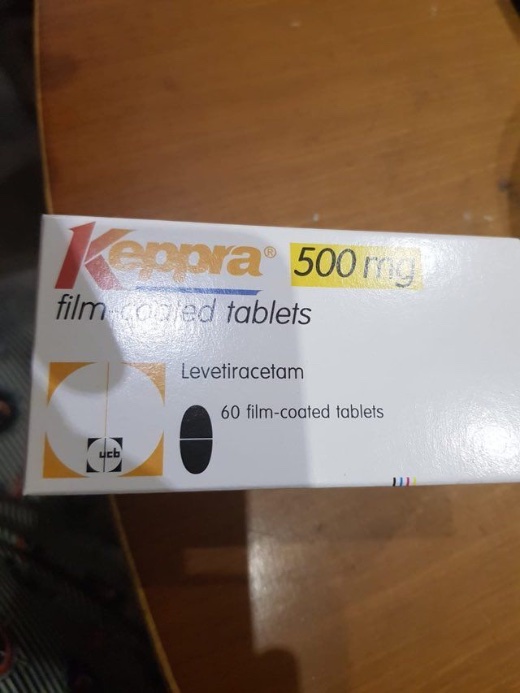 Keppra® 500 mg
film-coated tablets
Levetiracetam
60 film-coated tablets
ucb